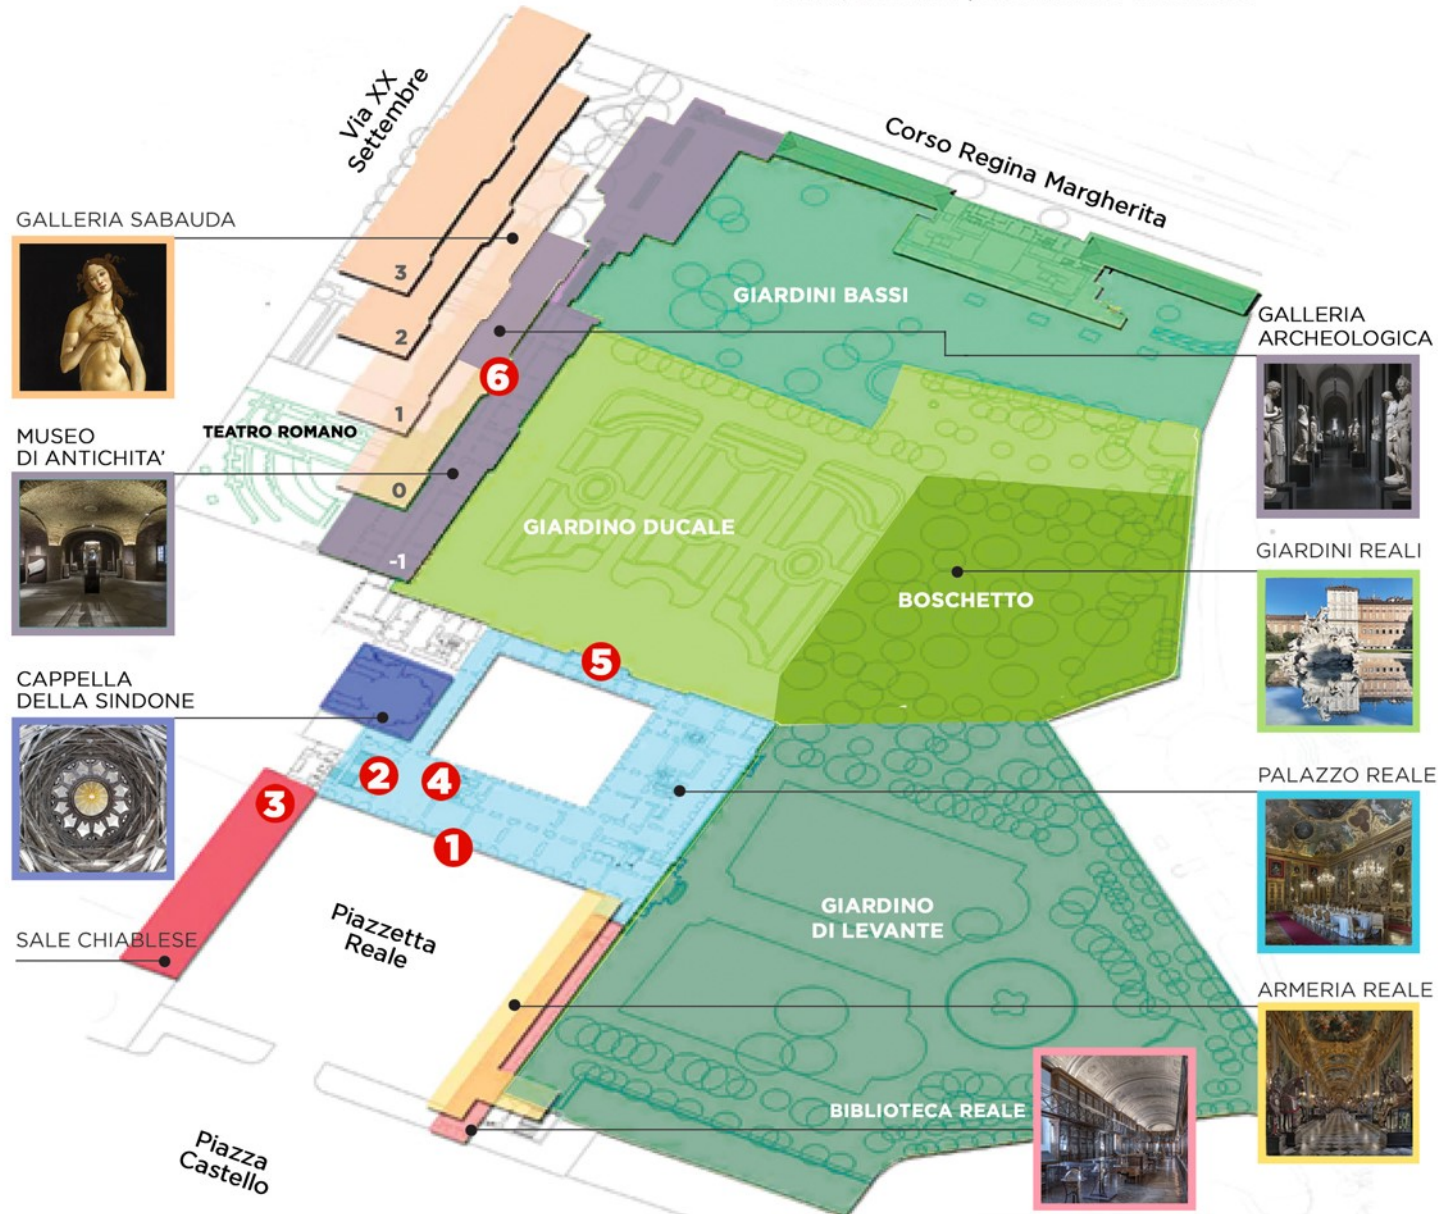 Via XX
Settembre
Corso Regina Margherita
GALLERIA SABAUDA
3
2
1
0
-1
GIARDINI BASSI
GALLERIA
ARCHEOLOGICA
6
MUSEO
DI ANTICHITA'
TEATRO ROMANO
GIARDINO DUCALE
GIARDINI REALI
BOSCHETTO
5
CAPPELLA
DELLA SINDONE
2
4
3
1
PALAZZO REALE
Piazzetta
Reale
GIARDINO
DI LEVANTE
SALE CHIABLESE
ARMERIA REALE
BIBLIOTECA REALE
Piazza
Castello